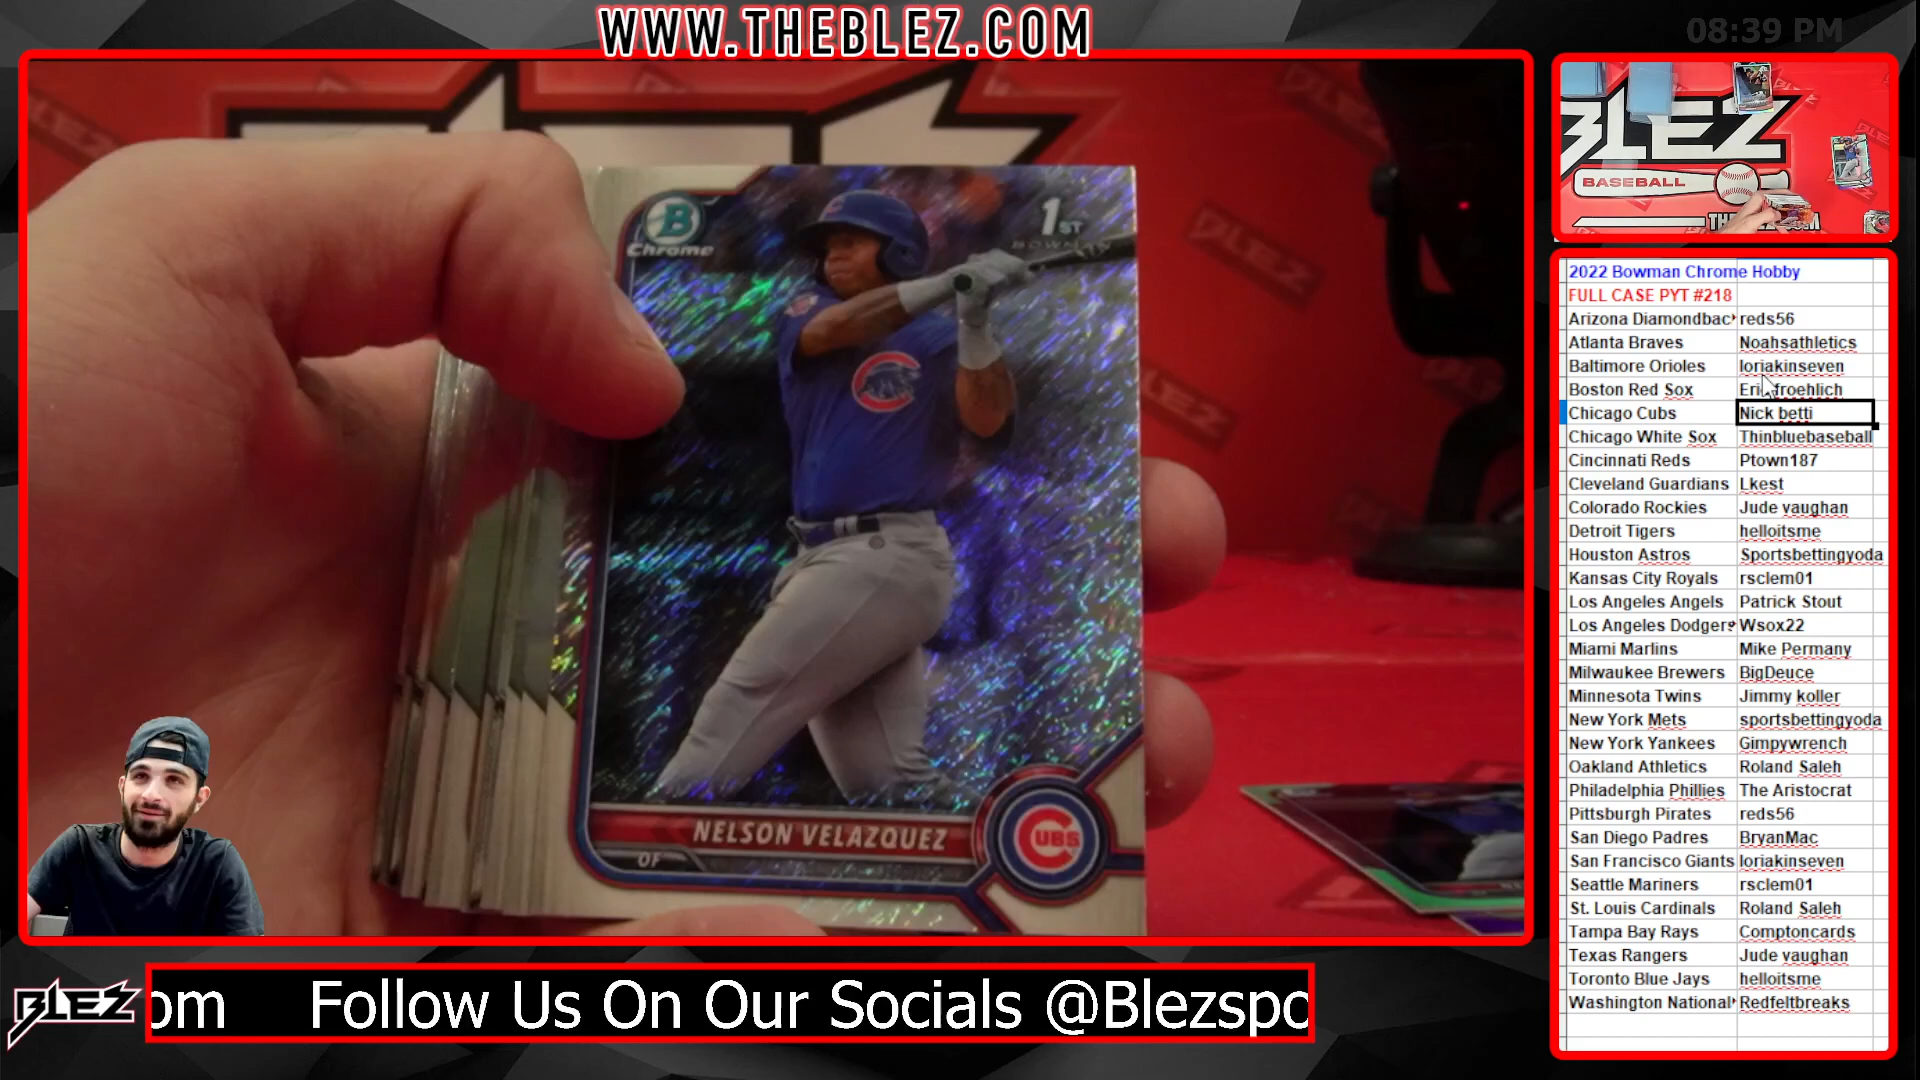 WWW.THEBLEZ.COM
08:39 PM
BLEZ
BASEBALL
B
Chrome
1ST
BOWMAN
NELSON VELAZQUEZ
OF
CUBS
2022 Bowman Chrome Hobby
FULL CASE PYT #218
Arizona Diamondbac reds56
Atlanta Braves Noahsathletics
Baltimore Orioles loriakinseven
Boston Red Sox
Chicago Cubs Nick betti
Chicago White Sox Thinbluebaseball
Cincinnati Reds Ptown187
Cleveland Guardians Lkest
Colorado Rockies Jude vaughan
Detroit Tigers helloitsme
Houston Astros Sportsbettingyoda
Kansas City Royals rsclem01
Los Angeles Angels Patrick Stout
Los Angeles Dodgers Wsox22
Miami Marlins Mike Permany
Milwaukee Brewers BigDeuce
Minnesota Twins Jimmy koller
New York Mets sportsbettingyoda
New York Yankees Gimpywrench
Oakland Athletics Roland Saleh
Philadelphia Phillies The Aristocrat
Pittsburgh Pirates reds56
San Diego Padres BryanMac
San Francisco Giants loriakinseven
Seattle Mariners rsclem01
St. Louis Cardinals Roland Saleh
Tampa Bay Rays Comptoncards
Texas Rangers Jude vaughan
Toronto Blue Jays helloitsme
Washington National Redfeltbreaks
BLEZ
om Follow Us On Our Socials @Blezspo